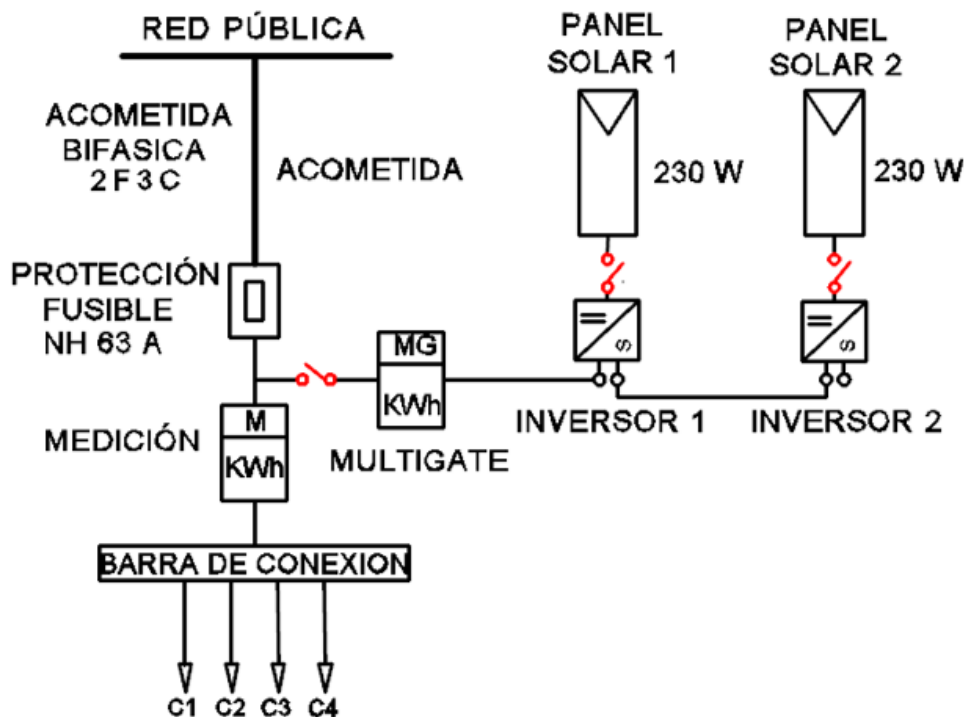 RED PÚBLICA
PANEL
SOLAR 1
PANEL
SOLAR 2
ACOMETIDA
BIFASICA
2 F 3 C
ACOMETIDA
230 W
230 W
PROTECCIÓN
FUSIBLE
NH 63 A
MG
KWh
MULTIGATE
S
INVERSOR 1
S
INVERSOR 2
MEDICIÓN
M
KWh
BARRA DE CONEXION
C1 C2 C3 C4